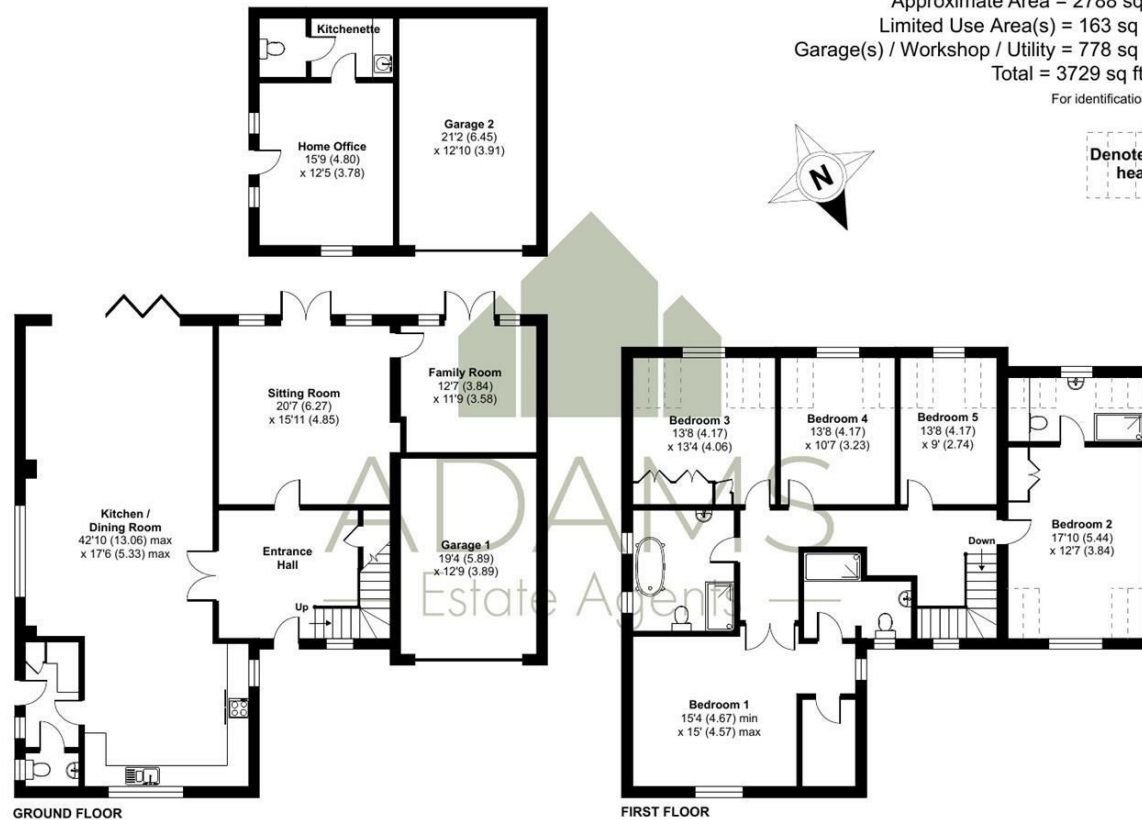 Approximate Area = 2788 sq
Limited Use Area(s) = 163 sq
Garage(s) / Workshop / Utility = 778 sq
Total = 3729 sq ft
For identification
N
Denote
hea
Kitchenette
Home Office
15'9 (4.80)
x 12'5 (3.78)
Garage 2
21'2 (6.45)
x 12'10 (3.91)
Sitting Room
20'7 (6.27)
x 15'11 (4.85)
Family Room
12'7 (3.84)
x 11'9 (3.58)
Kitchen /
Dining Room
42'10 (13.06) max
x 17'6 (5.33) max
Entrance
Hall
Up
Garage 1
19'4 (5.89)
x 12'9 (3.89)
GROUND FLOOR
Bedroom 3
13'8 (4.17)
x 13'4 (4.06)
Bedroom 4
13'8 (4.17)
x 10'7 (3.23)
Bedroom 5
13'8 (4.17)
x 9' (2.74)
Bedroom 2
17'10 (5.44)
x 12'7 (3.84)
Down
Bedroom 1
15'4 (4.67) min
x 15' (4.57) max
FIRST FLOOR
ADAMS
Estate Agents